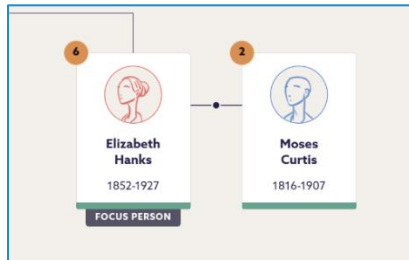 6
Elizabeth
Hanks
1852-1927
FOCUS PERSON
2
Moses
Curtis
1816-1907